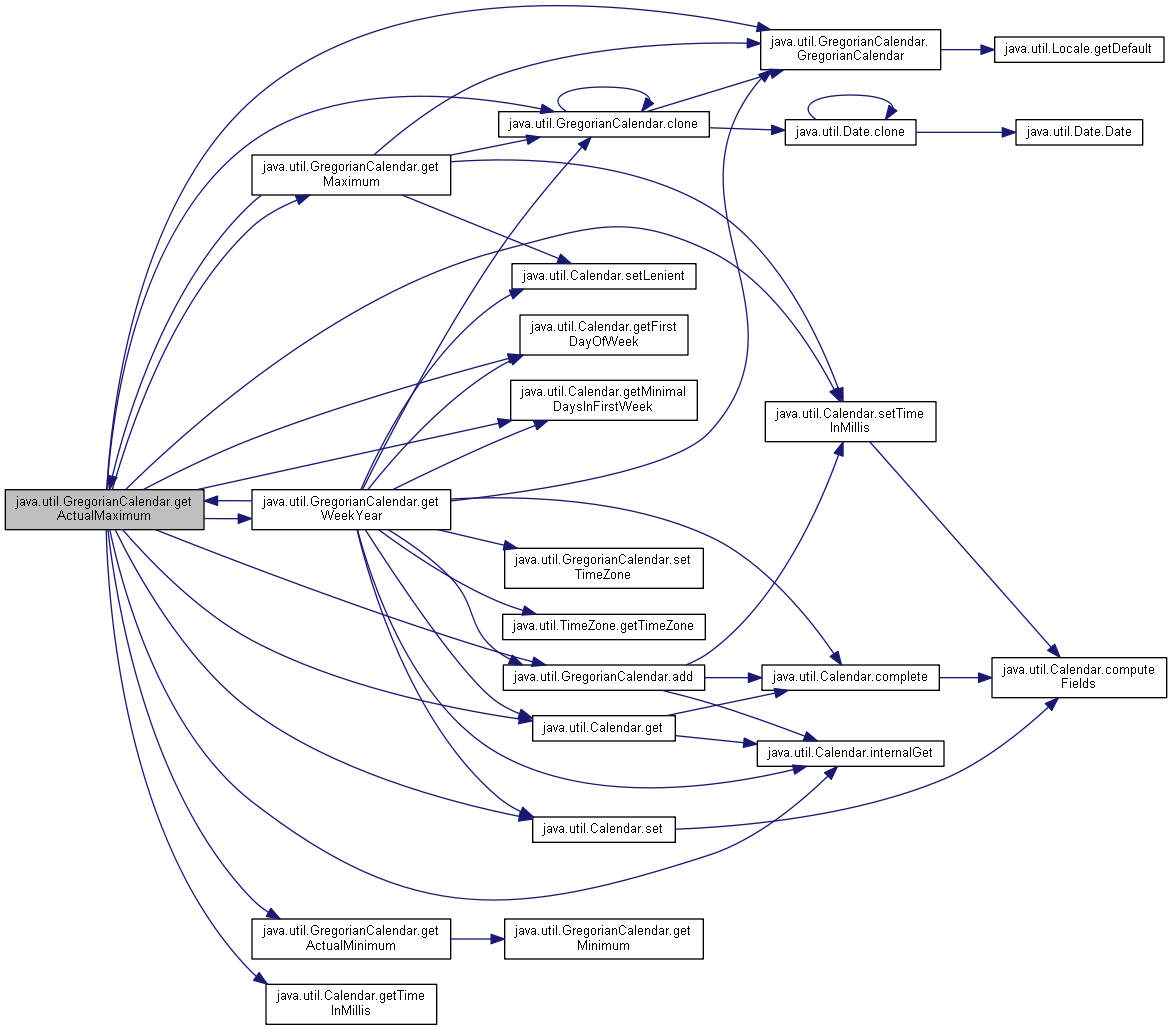 java.util.GregorianCalendar.
GregorianCalendar
java.util.Locale.getDefault
java.util.GregorianCalendar.clone
java.util.Date.clone
java.util.Date.Date
java.util.GregorianCalendar.get
Maximum
java.util.Calendar.setLenient
java.util.Calendar.getFirst
DayOfWeek
java.util.Calendar.getMinimal
DaysInFirstWeek
java.util.Calendar.setTime
InMillis
java.util.GregorianCalendar.get
ActualMaximum
java.util.GregorianCalendar.get
WeekYear
java.util.GregorianCalendar.set
TimeZone
java.util.TimeZone.getTimeZone
java.util.GregorianCalendar.add
java.util.Calendar.complete
java.util.Calendar.compute
Fields
java.util.Calendar.get
java.util.Calendar.internalGet
java.util.Calendar.set
java.util.GregorianCalendar.get
ActualMinimum
java.util.GregorianCalendar.get
Minimum
java.util.Calendar.getTime
InMillis